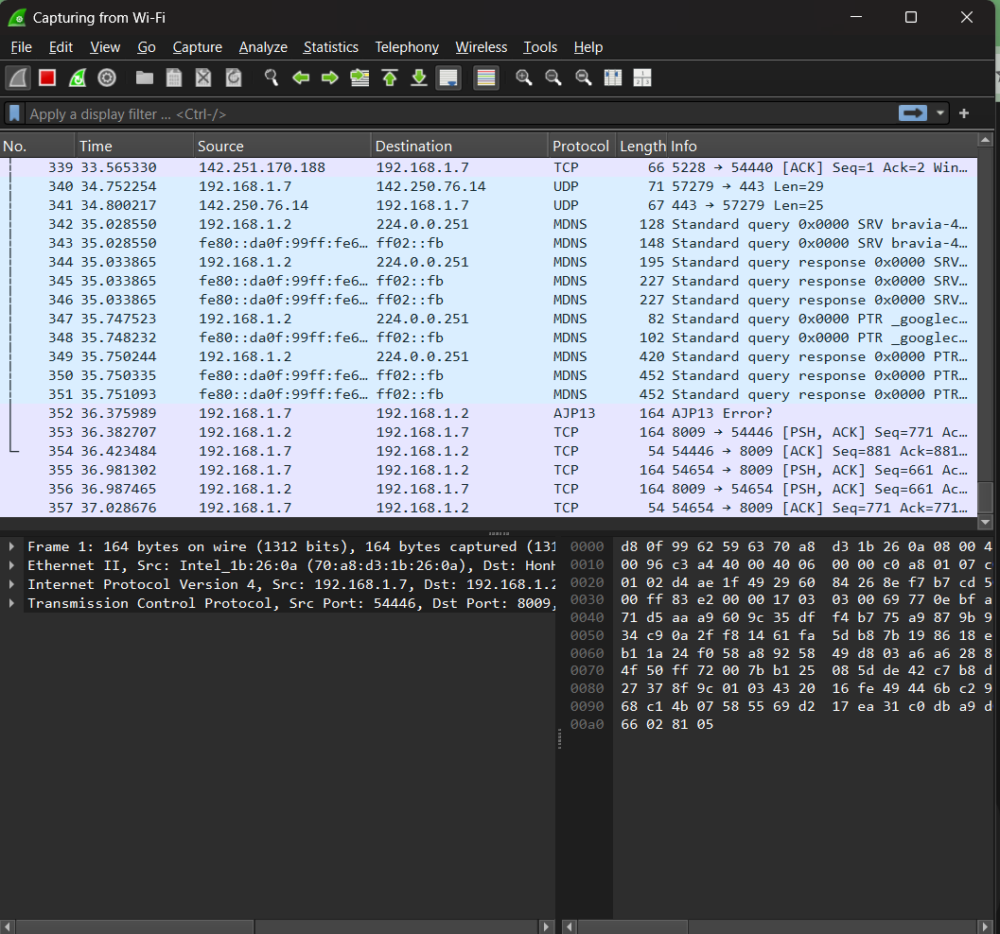 Capturing from Wi-Fi
File Edit View Go Capture Analyze Statistics Telephony Wireless Tools Help
Apply a display filter ... <Ctrl-/>
No. Time Source Destination Protocol Length Info
339 33.565330 142.251.170.188 192.168.1.7 TCP 66 5228 → 54440 [ACK] Seq=1 Ack=2 Win…
340 34.752254 192.168.1.7 142.250.76.14 UDP 71 57279 → 443 Len=29
341 34.800217 142.250.76.14 192.168.1.7 UDP 67 443 → 57279 Len=25
342 35.028550 192.168.1.2 224.0.0.251 MDNS 128 Standard query 0x0000 SRV bravia-4…
343 35.028550 fe80::da0f:99ff:fe6… ff02::fb MDNS 148 Standard query 0x0000 SRV bravia-4…
344 35.033865 192.168.1.2 224.0.0.251 MDNS 195 Standard query response 0x0000 SRV…
345 35.033865 fe80::da0f:99ff:fe6… ff02::fb MDNS 227 Standard query response 0x0000 SRV…
346 35.033865 fe80::da0f:99ff:fe6… ff02::fb MDNS 227 Standard query response 0x0000 SRV…
347 35.747523 192.168.1.2 224.0.0.251 MDNS 82 Standard query 0x0000 PTR _googlec…
348 35.748232 fe80::da0f:99ff:fe6… ff02::fb MDNS 102 Standard query 0x0000 PTR _googlec…
349 35.750244 192.168.1.2 224.0.0.251 MDNS 420 Standard query response 0x0000 PTR…
350 35.750335 fe80::da0f:99ff:fe6… ff02::fb MDNS 452 Standard query response 0x0000 PTR…
351 35.751093 fe80::da0f:99ff:fe6… ff02::fb MDNS 452 Standard query response 0x0000 PTR…
352 36.375989 192.168.1.7 192.168.1.2 AJP13 164 AJP13 Error?
353 36.382707 192.168.1.2 192.168.1.7 TCP 164 8009 → 54446 [PSH, ACK] Seq=771 Ac…
354 36.423484 192.168.1.7 192.168.1.2 TCP 54 54446 → 8009 [ACK] Seq=881 Ack=881…
355 36.981302 192.168.1.7 192.168.1.2 TCP 164 54654 → 8009 [PSH, ACK] Seq=661 Ac…
356 36.987465 192.168.1.2 192.168.1.7 TCP 164 8009 → 54654 [PSH, ACK] Seq=661 Ac…
357 37.028676 192.168.1.7 192.168.1.2 TCP 54 54654 → 8009 [ACK] Seq=771 Ack=771…
Frame 1: 164 bytes on wire (1312 bits), 164 bytes captured (131
Ethernet II, Src: Intel_1b:26:0a (70:a8:d3:1b:26:0a), Dst: HonH
Internet Protocol Version 4, Src: 192.168.1.7, Dst: 192.168.1.2
Transmission Control Protocol, Src Port: 54446, Dst Port: 8009,
0000 d8 0f 99 62 59 63 70 a8 d3 1b 26 0a 08 00 4
0010 00 96 c3 a4 40 00 40 06 00 00 c0 a8 01 07 c
0020 01 02 d4 ae 1f 49 29 60 84 26 8e f7 b7 cd 5
0030 00 ff 83 e2 00 00 17 03 03 00 69 77 0e bf a
0040 71 d5 aa a9 60 9c 35 df f4 b7 75 a9 87 9b 9
0050 34 c9 0a 2f f8 14 61 fa 5d b8 7b 19 86 18 e
0060 b1 1a 24 f0 58 a8 92 58 49 d8 03 a6 a6 28 8
0070 4f 50 ff 72 00 7b b1 25 08 5d de 42 c7 b8 d
0080 27 37 8f 9c 01 03 43 20 16 fe 49 44 6b c2 9
0090 68 c1 4b 07 58 55 69 d2 17 ea 31 c0 db a9 d
00a0 66 02 81 05